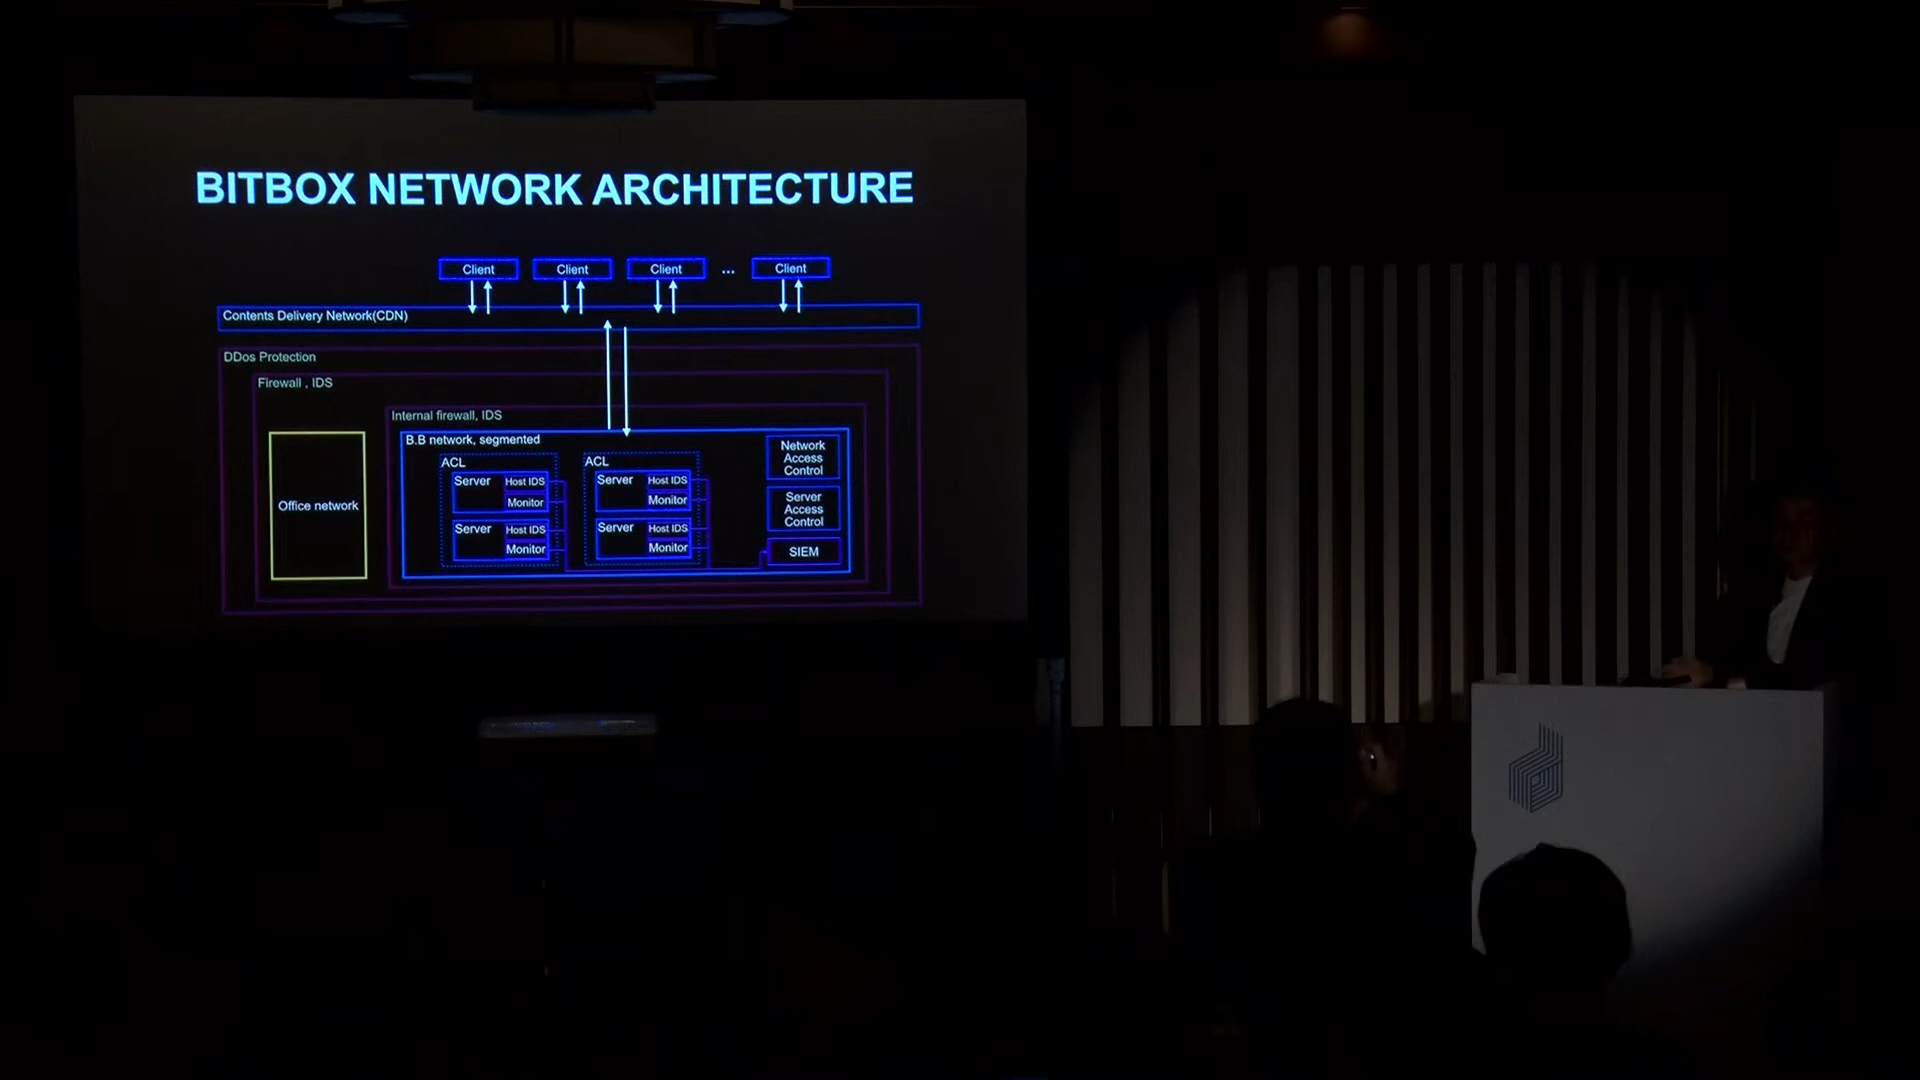 BITBOX NETWORK ARCHITECTURE
Client
Client
Client
...
Client
Contents Delivery Network(CDN)
DDos Protection
Firewall , IDS
Internal firewall, IDS
Office network
B.B network, segmented
ACL
Server
Host IDS
Monitor
Server
Host IDS
Monitor
ACL
Server
Host IDS
Monitor
Server
Host IDS
Monitor
Network
Access
Control
Server
Access
Control
SIEM